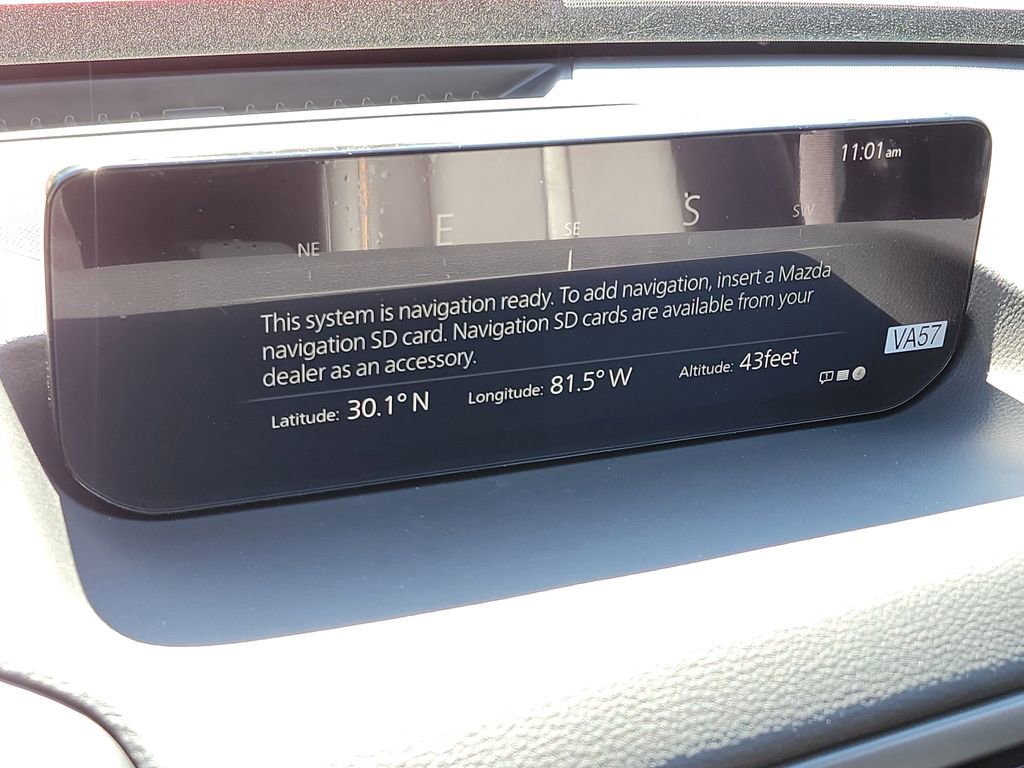 11:01am
NE E SE S SW
This system is navigation ready. To add navigation, insert a Mazda
navigation SD card. Navigation SD cards are available from your
dealer as an accessory.
VA57
Latitude: 30.1° N Longitude: 81.5° W Altitude: 43feet